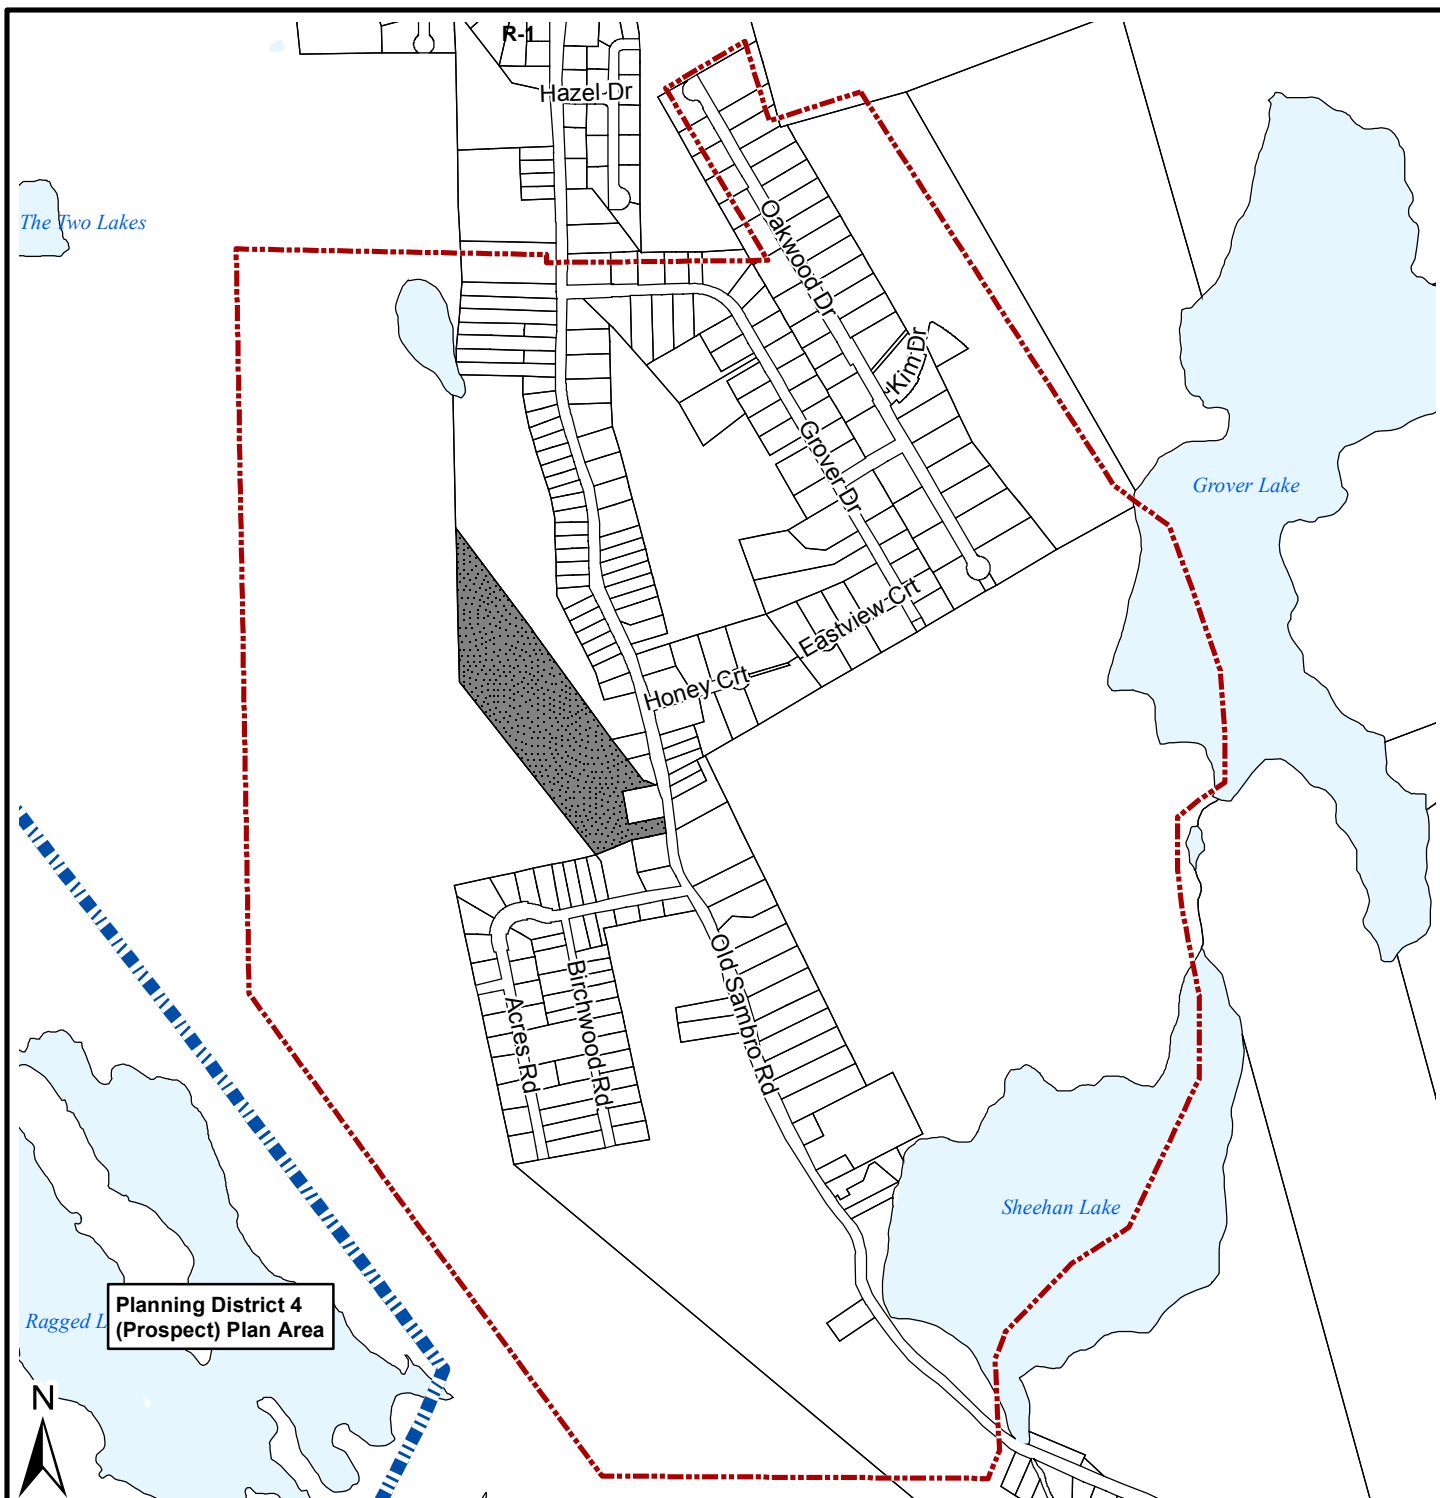 R-1
Hazel Dr
The Two Lakes
Oakwood Dr
Kim Dr
Grover Dr
Grover Lake
Eastview Crt
Honey Crt
Old Sambro Rd
Birchwood Rd
Acres Rd
Sheehan Lake
Planning District 4
(Prospect) Plan Area
Ragged L
N